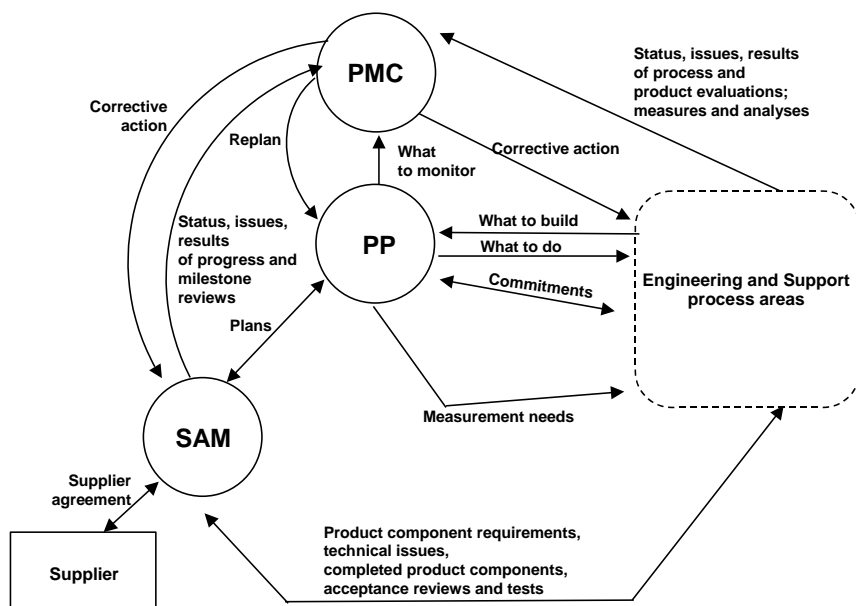 PMC
Status, issues, results
of process and
product evaluations;
measures and analyses
Corrective
action
Replan
What
to monitor
Corrective action
Status, issues,
results
of progress and
milestone
reviews
PP
What to build
What to do
Commitments
Engineering and Support
process areas
Plans
Measurement needs
SAM
Supplier
agreement
Supplier
Product component requirements,
technical issues,
completed product components,
acceptance reviews and tests